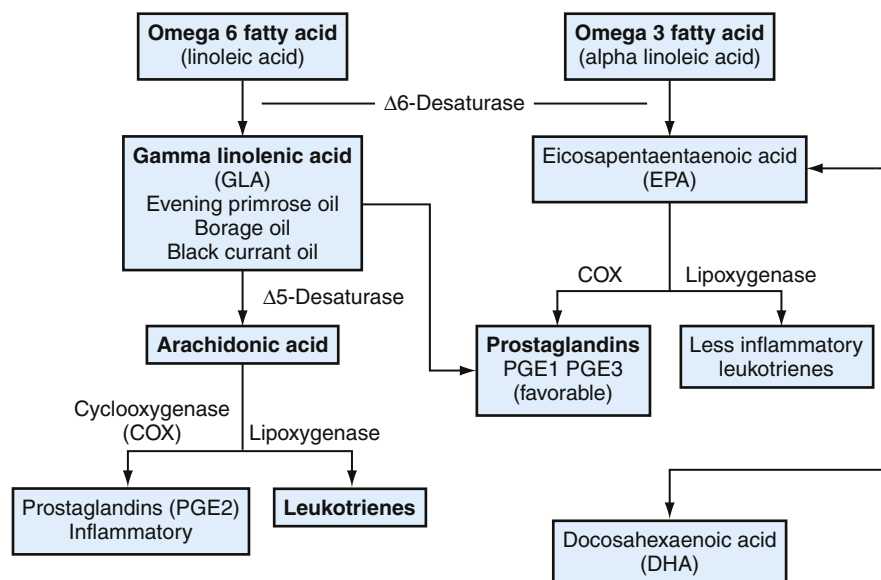 Omega 6 fatty acid
(linoleic acid)
Omega 3 fatty acid
(alpha linoleic acid)
Δ6-Desaturase
Gamma linolenic acid
(GLA)
Evening primrose oil
Borage oil
Black currant oil
Eicosapentaentaenoic acid
(EPA)
Δ5-Desaturase
COX
Lipoxygenase
Arachidonic acid
Prostaglandins
PGE1 PGE3
(favorable)
Less inflammatory
leukotrienes
Cyclooxygenase
(COX)
Lipoxygenase
Prostaglandins (PGE2)
Inflammatory
Leukotrienes
Docosahexaenoic acid
(DHA)